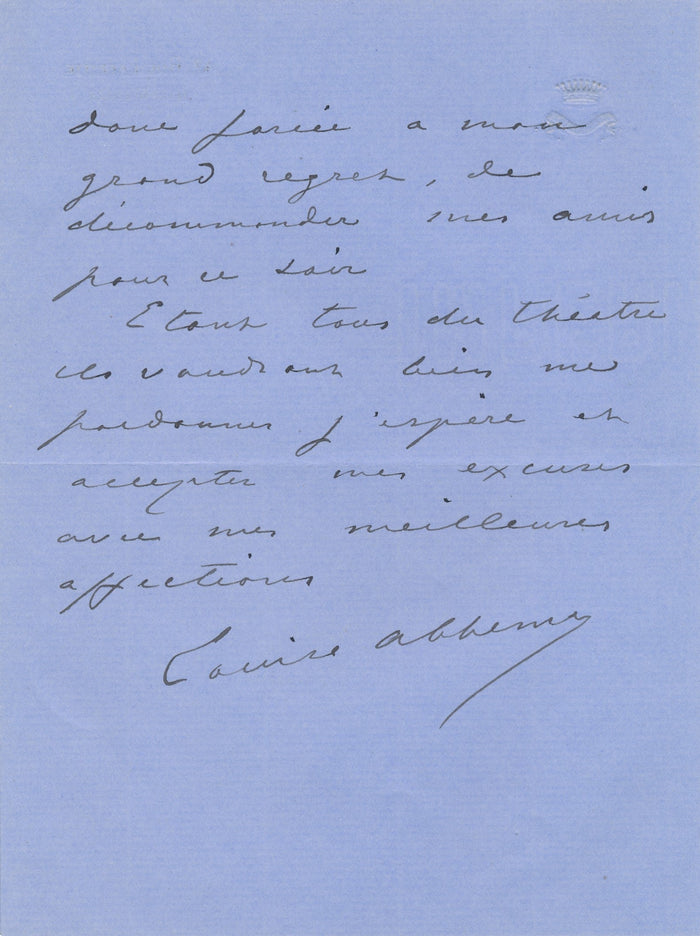 donc forcée a mon
grand regret, de
décommander mes amis
pour ce soir
Etant tous du théâtre
ils voudront bien me
pardonner j'espère et
accepter mes excuses
avec mes meilleures
affections
Louise Abbema